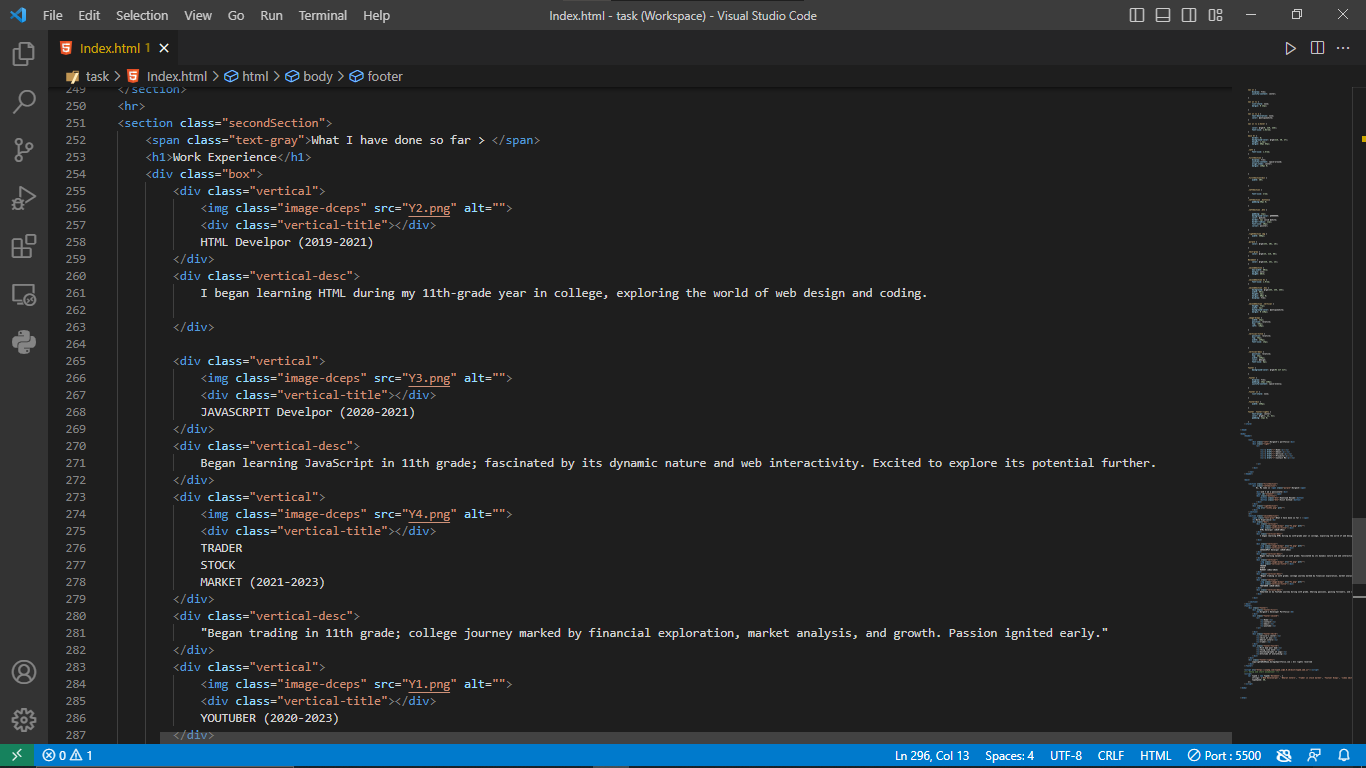 File Edit Selection View Go Run Terminal Help Index.html - task (Workspace) - Visual Studio Code
Index.html 1
task > Index.html > html > body > footer
249 </section>
250 <hr>
251 <section class="secondSection">
252 <span class="text-gray">What I have done so far > </span>
253 <h1>Work Experience</h1>
254 <div class="box">
255 <div class="vertical">
256 <img class="image-dceps" src="Y2.png" alt="">
257 <div class="vertical-title"></div>
258 HTML Develpor (2019-2021)
259 </div>
260 <div class="vertical-desc">
261 I began learning HTML during my 11th-grade year in college, exploring the world of web design and coding.
262
263 </div>
264
265 <div class="vertical">
266 <img class="image-dceps" src="Y3.png" alt="">
267 <div class="vertical-title"></div>
268 JAVASCRPIT Develpor (2020-2021)
269 </div>
270 <div class="vertical-desc">
271 Began learning JavaScript in 11th grade; fascinated by its dynamic nature and web interactivity. Excited to explore its potential further.
272 </div>
273 <div class="vertical">
274 <img class="image-dceps" src="Y4.png" alt="">
275 <div class="vertical-title"></div>
276 TRADER
277 STOCK
278 MARKET (2021-2023)
279 </div>
280 <div class="vertical-desc">
281 "Began trading in 11th grade; college journey marked by financial exploration, market analysis, and growth. Passion ignited early."
282 </div>
283 <div class="vertical">
284 <img class="image-dceps" src="Y1.png" alt="">
285 <div class="vertical-title"></div>
286 YOUTUBER (2020-2023)
287 </div>
0 1 Ln 296, Col 13 Spaces: 4 UTF-8 CRLF HTML Port : 5500